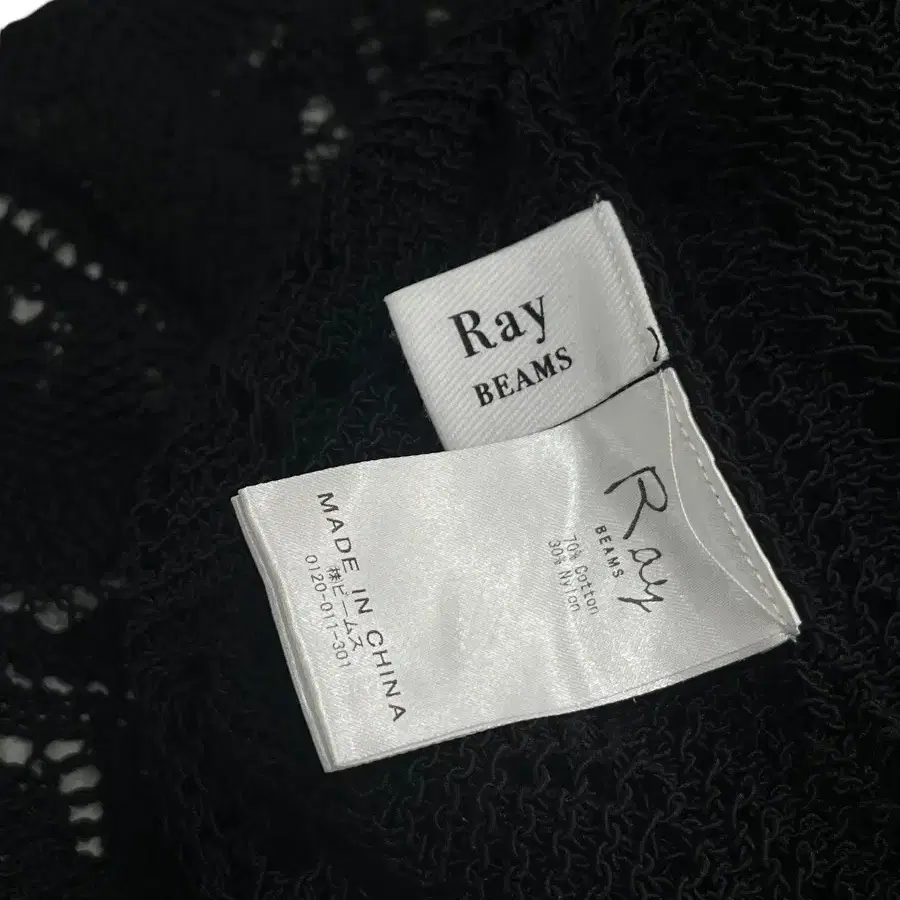 Ray
BEAMS
Ray
BEAMS
70% Cotton
30% Nylon
MADE IN CHINA
㈱ビームス
0120-011-301